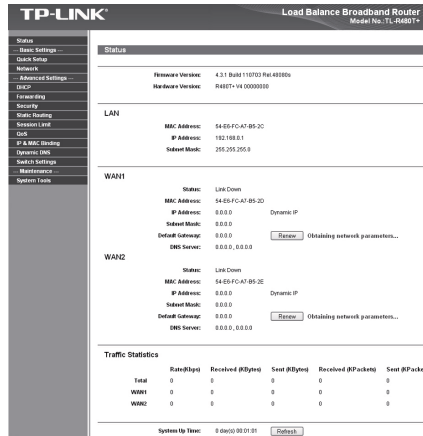 TP-LINK®
Load Balance Broadband Router
Model No.:TL-R480T+
Status
--- Basic Settings ---
Quick Setup
Network
--- Advanced Settings ---
DHCP
Forwarding
Security
Static Routing
Session Limit
QoS
IP & MAC Binding
Dynamic DNS
Switch Settings
--- Maintenance ---
System Tools
Status
Firmware Version: 4.3.1 Build 110703 Rel.48080s
Hardware Version: R480T+ V4 00000000
LAN
MAC Address: 54-E6-FC-A7-B5-2C
IP Address: 192.168.0.1
Subnet Mask: 255.255.255.0
WAN1
Status: Link Down
MAC Address: 54-E6-FC-A7-B5-2D
IP Address: 0.0.0.0 Dynamic IP
Subnet Mask: 0.0.0.0
Default Gateway: 0.0.0.0 Renew Obtaining network parameters...
DNS Server: 0.0.0.0 , 0.0.0.0
WAN2
Status: Link Down
MAC Address: 54-E6-FC-A7-B5-2E
IP Address: 0.0.0.0 Dynamic IP
Subnet Mask: 0.0.0.0
Default Gateway: 0.0.0.0 Renew Obtaining network parameters...
DNS Server: 0.0.0.0 , 0.0.0.0
Traffic Statistics
Rate(Kbps) Received (KBytes) Sent (KBytes) Received (KPackets) Sent (KPacke
Total 0 0 0 0 0
WAN1 0 0 0 0 0
WAN2 0 0 0 0 0
System Up Time: 0 day(s) 00:01:01 Refresh